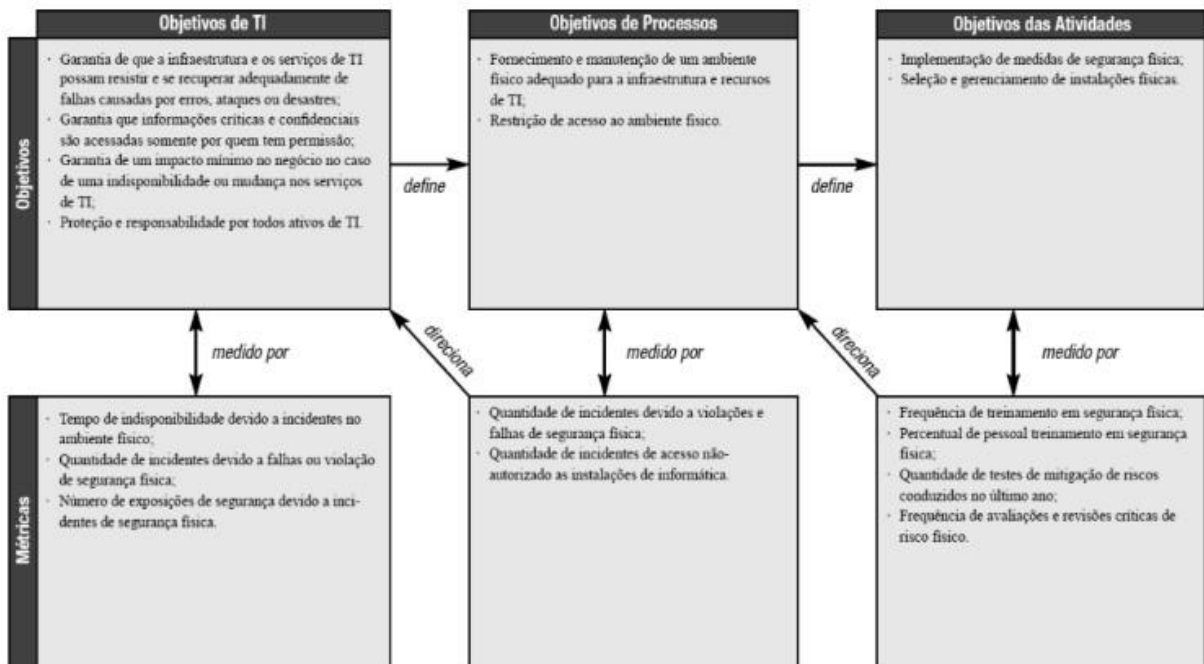 Objetivos de TI
Objetivos de Processos
Objetivos das Atividades
Objetivos
· Garantia de que a infraestrutura e os serviços de TI
possam resistir e se recuperar adequadamente de
falhas causadas por erros, ataques ou desastres;
· Garantia que informações críticas e confidenciais
são acessadas somente por quem tem permissão;
· Garantia de um impacto mínimo no negócio no caso
de uma indisponibilidade ou mudança nos serviços
de TI;
· Proteção e responsabilidade por todos ativos de TI.
define
· Fornecimento e manutenção de um ambiente
físico adequado para a infraestrutura e recursos
de TI;
· Restrição de acesso ao ambiente físico.
define
· Implementação de medidas de segurança física;
· Seleção e gerenciamento de instalações físicas.
medido por
direciona
medido por
direciona
medido por
Métricas
· Tempo de indisponibilidade devido a incidentes no
ambiente físico;
· Quantidade de incidentes devido a falhas ou violação
de segurança física;
· Número de exposições de segurança devido a inci-
dentes de segurança física.
· Quantidade de incidentes devido a violações e
falhas de segurança física;
· Quantidade de incidentes de acesso não-
autorizado as instalações de informática.
· Frequência de treinamento em segurança física;
· Percentual de pessoal treinamento em segurança
física;
· Quantidade de testes de mitigação de riscos
conduzidos no último ano;
· Frequência de avaliações e revisões críticas de
risco físico.